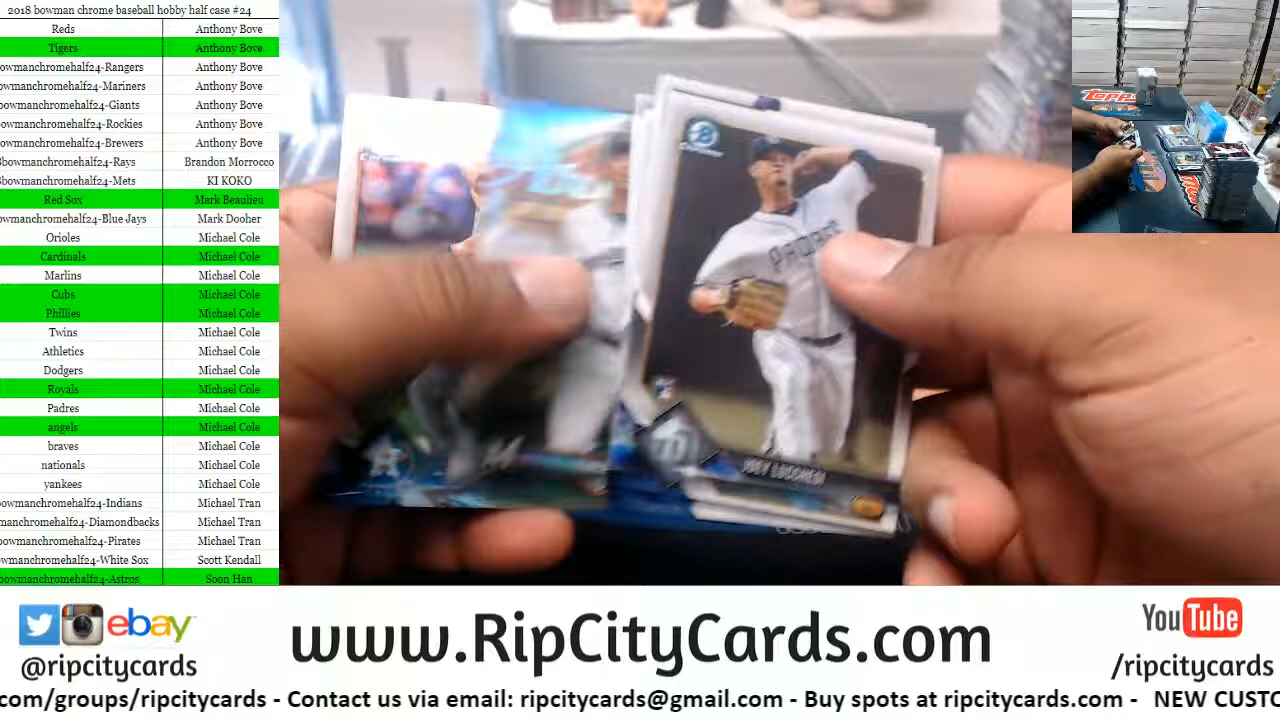 2018 bowman chrome baseball hobby half case #24
Reds Anthony Bove
Tigers Anthony Bove
owmanchromehalf24-Rangers Anthony Bove
owmanchromehalf24-Mariners Anthony Bove
bowmanchromehalf24-Giants Anthony Bove
owmanchromehalf24-Rockies Anthony Bove
owmanchromehalf24-Brewers Anthony Bove
8bowmanchromehalf24-Rays Brandon Morrocco
8bowmanchromehalf24-Mets KI KOKO
Red Sox Mark Beaulieu
owmanchromehalf24-Blue Jays Mark Dooher
Orioles Michael Cole
Cardinals Michael Cole
Marlins Michael Cole
Cubs Michael Cole
Phillies Michael Cole
Twins Michael Cole
Athletics Michael Cole
Dodgers Michael Cole
Royals Michael Cole
Padres Michael Cole
angels Michael Cole
braves Michael Cole
nationals Michael Cole
yankees Michael Cole
bowmanchromehalf24-Indians Michael Tran
manchromehalf24-Diamondbacks Michael Tran
bowmanchromehalf24-Pirates Michael Tran
wmanchromehalf24-White Sox Scott Kendall
bowmanchromehalf24-Astros Soon Han
PADRES
Topps
ebay
@ripcitycards
www.RipCityCards.com
YouTube
/ripcitycards
com/groups/ripcitycards - Contact us via email: ripcitycards@gmail.com - Buy spots at ripcitycards.com - NEW CUSTO